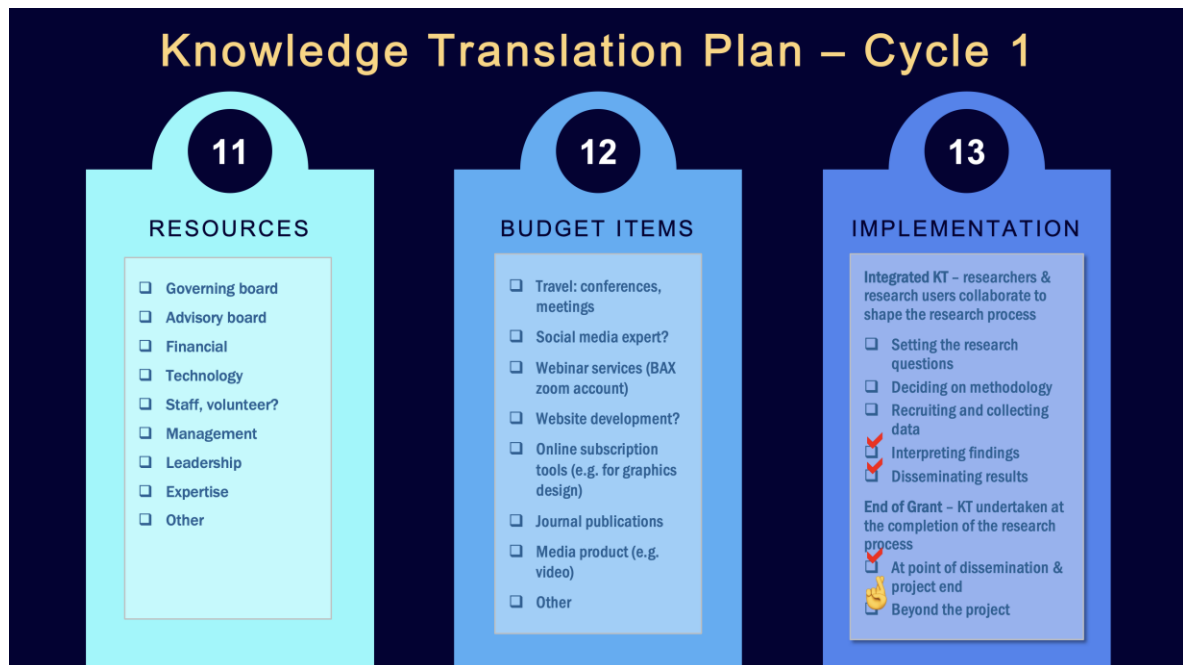 Knowledge Translation Plan – Cycle 1
11
RESOURCES
❑ Governing board
❑ Advisory board
❑ Financial
❑ Technology
❑ Staff, volunteer?
❑ Management
❑ Leadership
❑ Expertise
❑ Other
12
BUDGET ITEMS
❑ Travel: conferences,
meetings
❑ Social media expert?
❑ Webinar services (BAX
zoom account)
❑ Website development?
❑ Online subscription
tools (e.g. for graphics
design)
❑ Journal publications
❑ Media product (e.g.
video)
❑ Other
13
IMPLEMENTATION
Integrated KT – researchers &
research users collaborate to
shape the research process
❑ Setting the research
questions
❑ Deciding on methodology
❑ Recruiting and collecting
data
❑ Interpreting findings
❑ Disseminating results
End of Grant – KT undertaken at
the completion of the research
process
❑ At point of dissemination &
project end
❑ Beyond the project